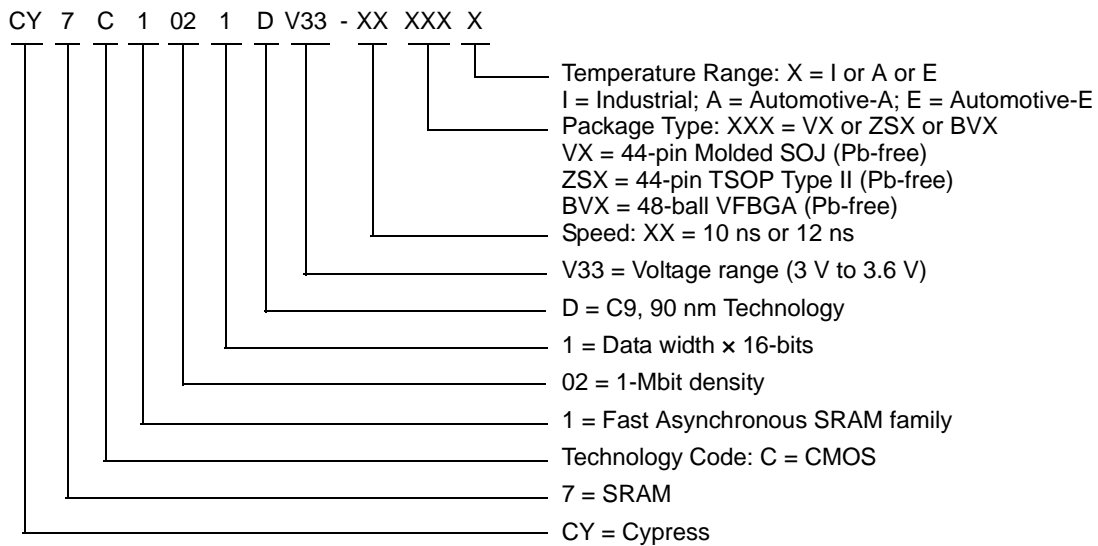 CY 7 C 1 02 1 D V33 - XX XXX X
Temperature Range: X = I or A or E
I = Industrial; A = Automotive-A; E = Automotive-E
Package Type: XXX = VX or ZSX or BVX
VX = 44-pin Molded SOJ (Pb-free)
ZSX = 44-pin TSOP Type II (Pb-free)
BVX = 48-ball VFBGA (Pb-free)
Speed: XX = 10 ns or 12 ns
V33 = Voltage range (3 V to 3.6 V)
D = C9, 90 nm Technology
1 = Data width × 16-bits
02 = 1-Mbit density
1 = Fast Asynchronous SRAM family
Technology Code: C = CMOS
7 = SRAM
CY = Cypress